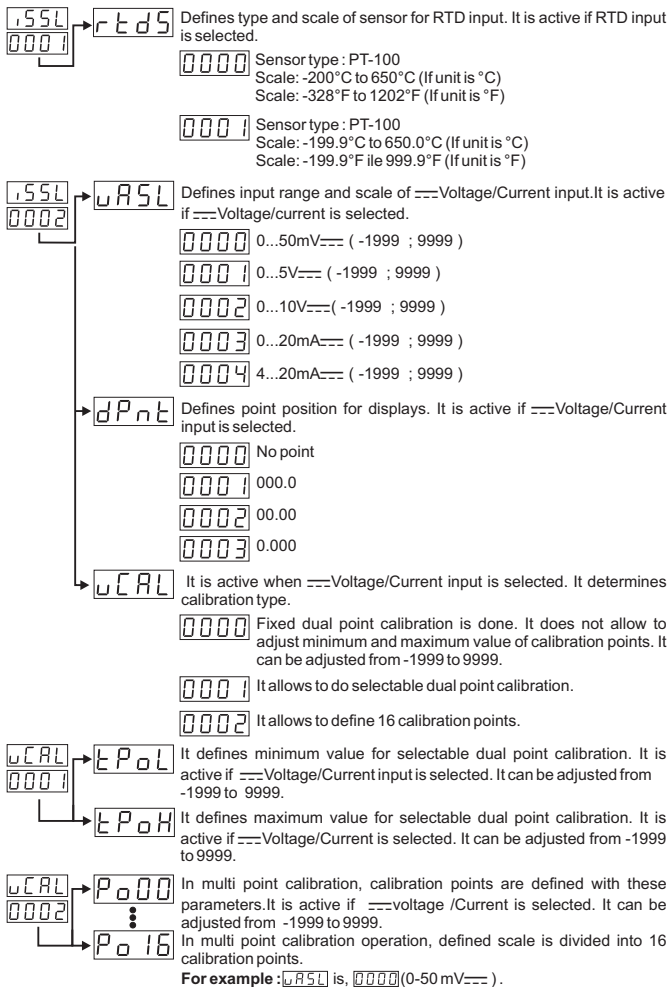 iSSL
0001
rtdS
Defines type and scale of sensor for RTD input. It is active if RTD input
is selected.
0000 Sensor type : PT-100
Scale: -200°C to 650°C (If unit is °C)
Scale: -328°F to 1202°F (If unit is °F)
0001 Sensor type : PT-100
Scale: -199.9°C to 650.0°C (If unit is °C)
Scale: -199.9°F ile 999.9°F (If unit is °F)
iSSL
0002
uASL
Defines input range and scale of ⎓Voltage/Current input.It is active
if ⎓Voltage/current is selected.
0000 0...50mV⎓ ( -1999 ; 9999 )
0001 0...5V⎓ ( -1999 ; 9999 )
0002 0...10V⎓( -1999 ; 9999 )
0003 0...20mA⎓ ( -1999 ; 9999 )
0004 4...20mA⎓ ( -1999 ; 9999 )
dPnt
Defines point position for displays. It is active if ⎓Voltage/Current
input is selected.
0000 No point
0001 000.0
0002 00.00
0003 0.000
uCAL
It is active when ⎓Voltage/Current input is selected. It determines
calibration type.
0000 Fixed dual point calibration is done. It does not allow to
adjust minimum and maximum value of calibration points. It
can be adjusted from -1999 to 9999.
0001 It allows to do selectable dual point calibration.
0002 It allows to define 16 calibration points.
uCAL
0001
tPoL
It defines minimum value for selectable dual point calibration. It is
active if ⎓Voltage/Current input is selected. It can be adjusted from
-1999 to 9999.
tPoH
It defines maximum value for selectable dual point calibration. It is
active if ⎓Voltage/Current is selected. It can be adjusted from -1999
to 9999.
uCAL
0002
Po00
In multi point calibration, calibration points are defined with these
parameters.It is active if ⎓voltage /Current is selected. It can be
adjusted from -1999 to 9999.
Po16
In multi point calibration operation, defined scale is divided into 16
calibration points.
For example : uASL is, 0000 (0-50 mV⎓ ) .